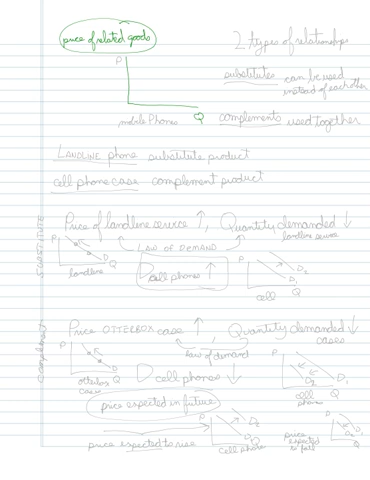 price of related goods
2 types of relationships
P
substitutes can be used
instead of each other
Q
mobile Phones
complements used together
LANDLINE phone substitute product
cell phone case complement product
SUBSTITUTE
Price of landline service ↑, Quantity demanded ↓
landline service
LAW OF DEMAND
P
D
Q
landline
D cell phones ↑
P
D
D₂
Q
cell
complement
Price OTTERBOX case ↑ Quantity demanded ↓
cases
law of demand
P
D
Q
otterbox
case
D cell phones ↓
P
D₂
D₁
Q
cell
phone
price expected in future
price expected to rise
P
D₁
D₂
Q
cell phone
price
expected
to fall
P
D₂
D₁
Q